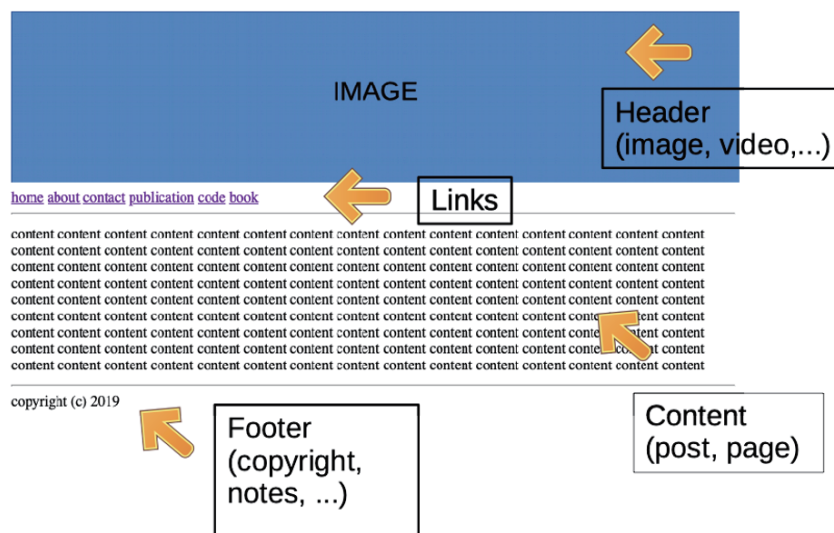 IMAGE
Header
(image, video,...)
home about contact publication code book
Links
content content content content content content content content content content content content content content content
content content content content content content content content content content content content content content content
content content content content content content content content content content content content content content content
content content content content content content content content content content content content content content content
content content content content content content content content content content content content content content content
content content content content content content content content content content content content content content content
content content content content content content content content content content content content content content content
content content content content content content content content content content content content content content content
content content content content content content content content content content content content content content content
copyright (c) 2019
Footer
(copyright,
notes, ...)
Content
(post, page)